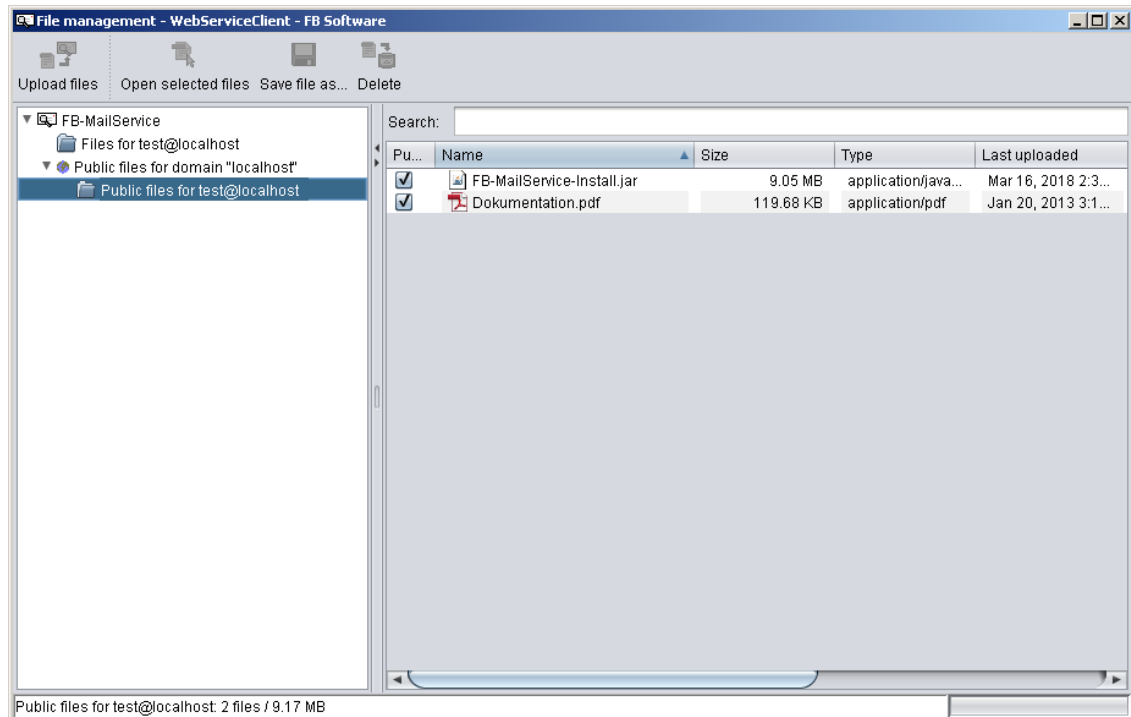 File management - WebServiceClient - FB Software
Upload files Open selected files Save file as... Delete
FB-MailService
Files for test@localhost
Public files for domain "localhost"
Public files for test@localhost
Search:
Pu... Name Size Type Last uploaded
FB-MailService-Install.jar 9.05 MB application/java... Mar 16, 2018 2:3...
Dokumentation.pdf 119.68 KB application/pdf Jan 20, 2013 3:1...
Public files for test@localhost: 2 files / 9.17 MB